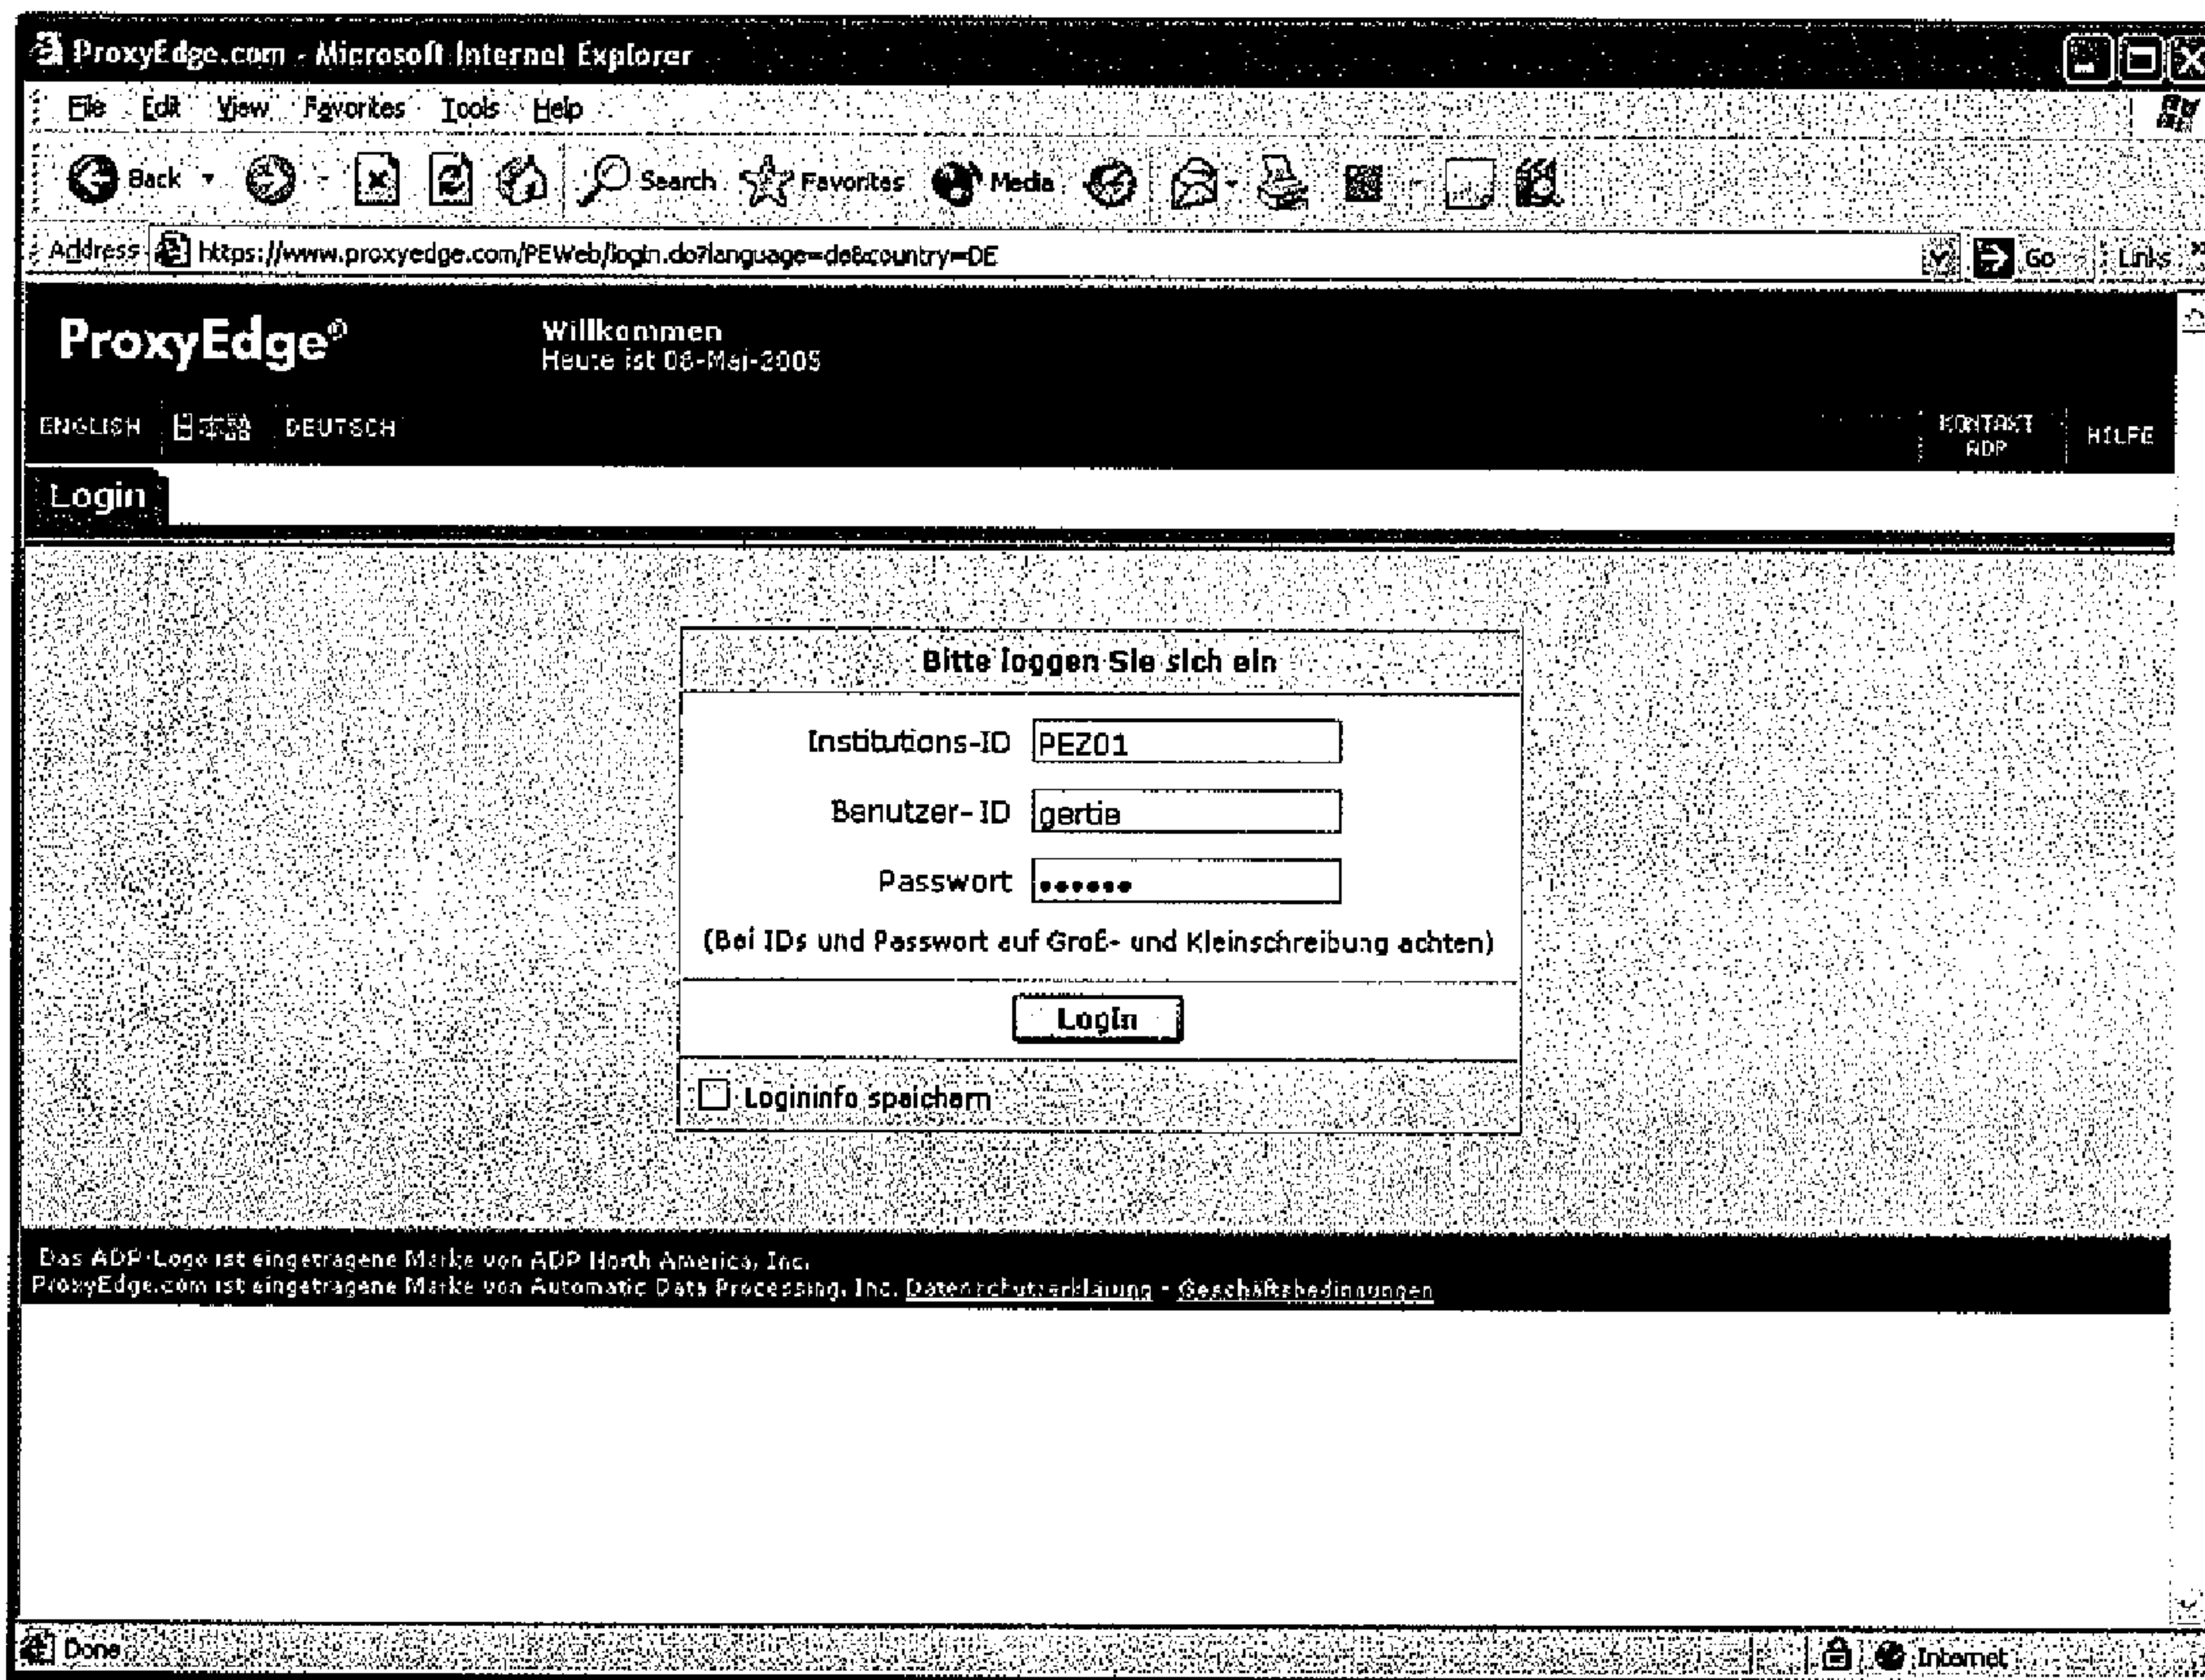 ProxyEdge.com - Microsoft Internet Explorer
File Edit View Favorites Tools Help
Back Search Favorites Media
Address https://www.proxyedge.com/PEWeb/login.do?language=de&country=DE Go Links
ProxyEdge®
Willkommen
Heute ist 06-Mai-2005
ENGLISH 日本語 DEUTSCH KONTAKT ADP HILFE
Login
Bitte loggen Sie sich ein
Institutions-ID PEZ01
Benutzer-ID gertie
Passwort ••••••
(Bei IDs und Passwort auf Groß- und Kleinschreibung achten)
Login
Logininfo speichern
Das ADP-Logo ist eingetragene Marke von ADP North America, Inc.
ProxyEdge.com ist eingetragene Marke von Automatic Data Processing, Inc. Datenschutzerklärung - Geschäftsbedingungen
Done Internet